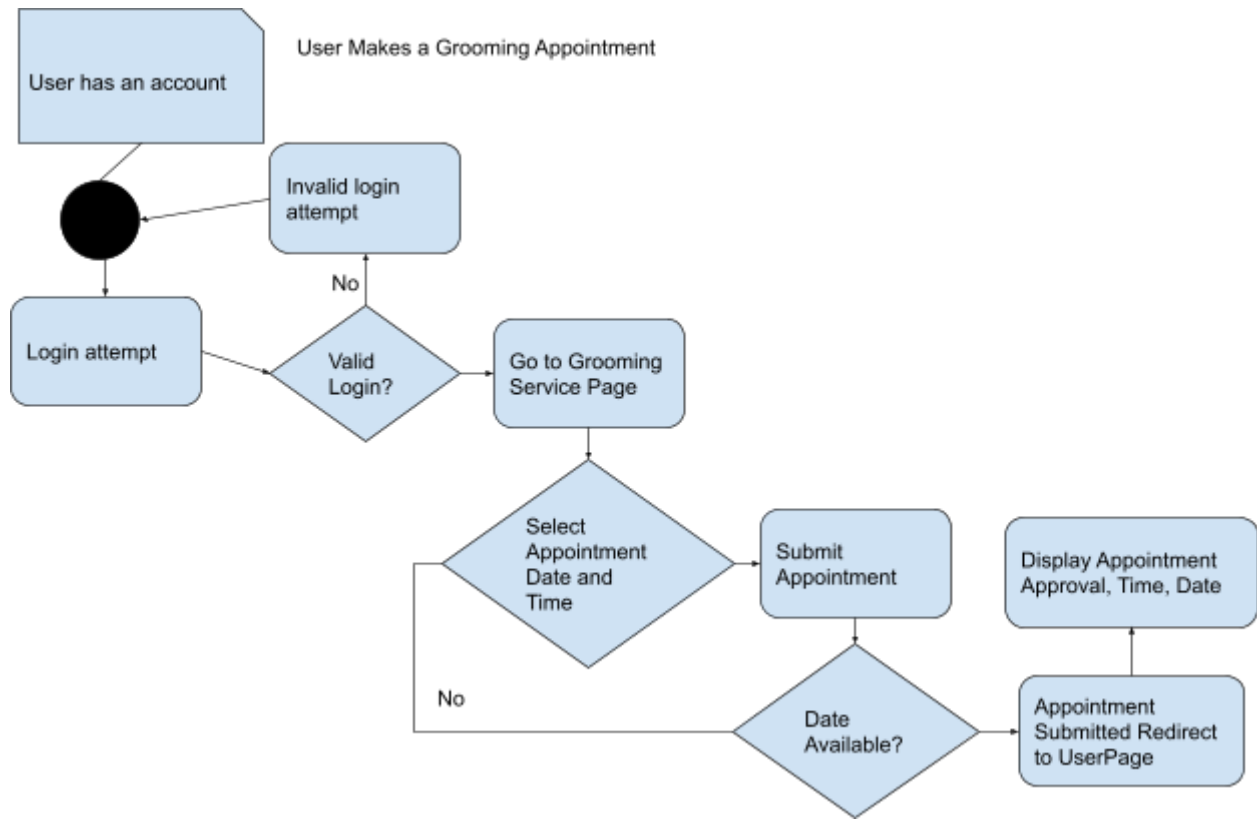 User Makes a Grooming Appointment
User has an account
Invalid login
attempt
No
Login attempt
Valid
Login?
Go to Grooming
Service Page
Select
Appointment
Date and
Time
Submit
Appointment
Display Appointment
Approval, Time, Date
No
Date
Available?
Appointment
Submitted Redirect
to UserPage